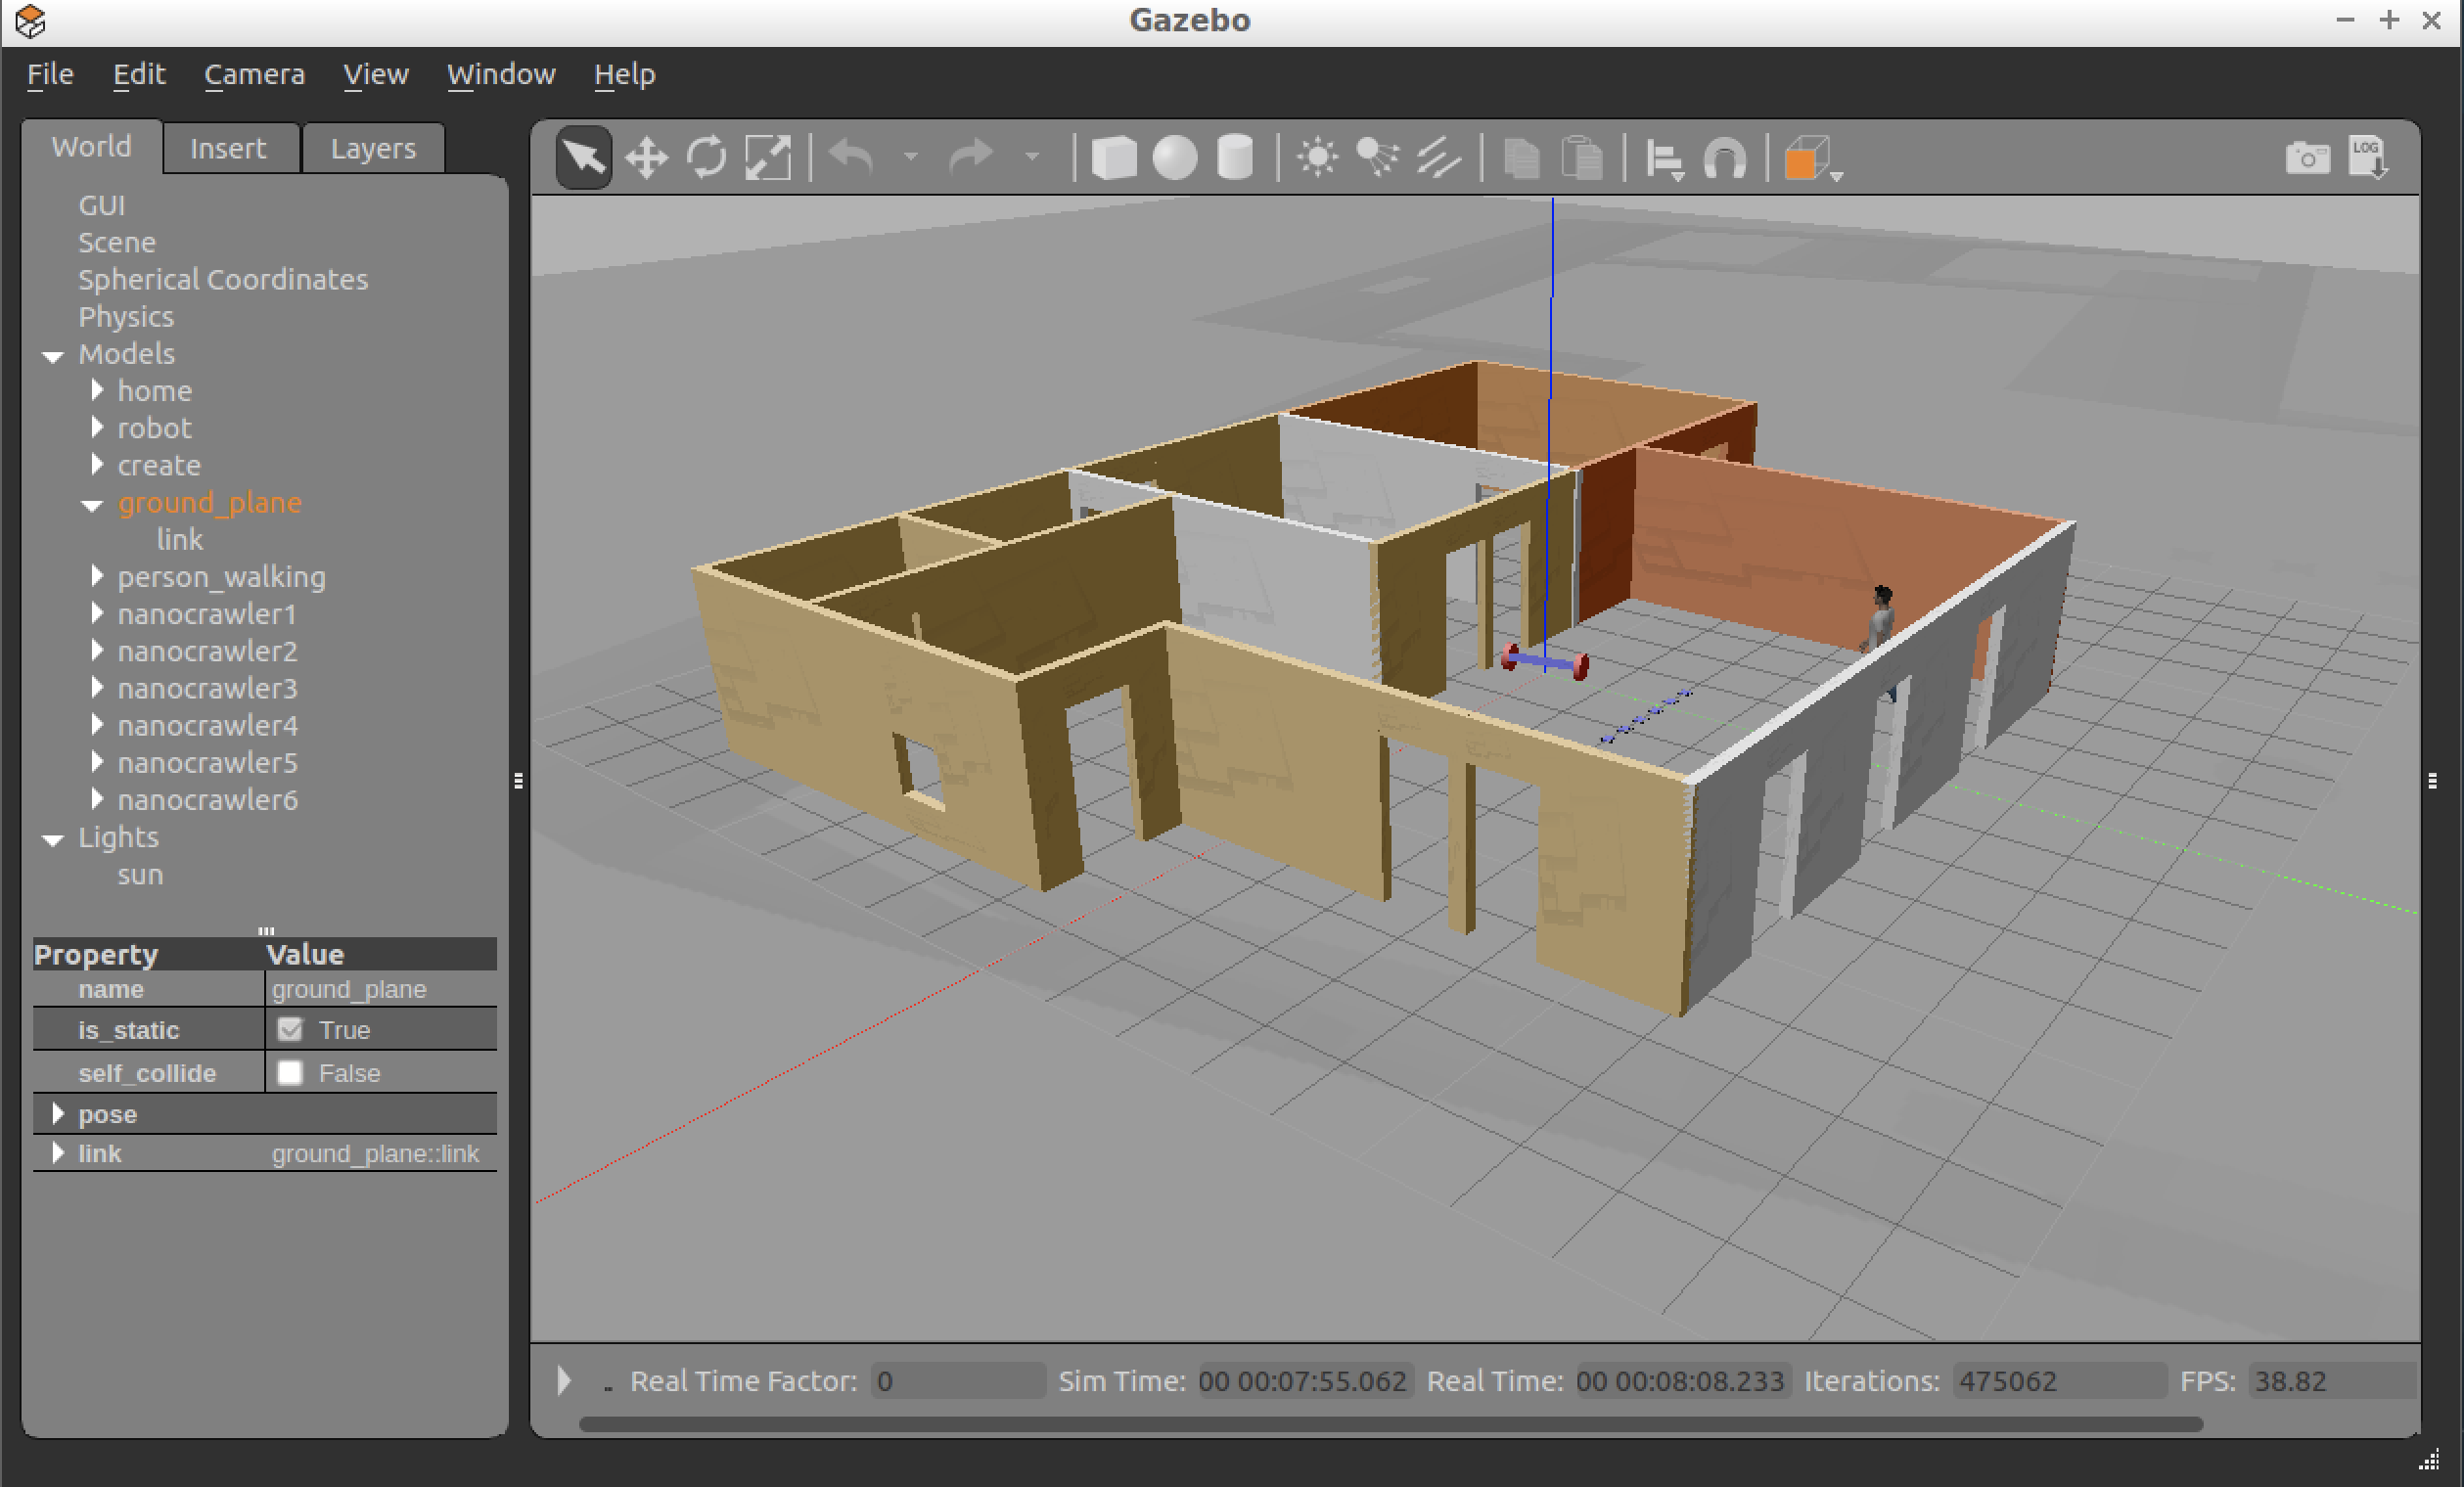 Gazebo
File Edit Camera View Window Help
World Insert Layers
LOG
GUI
Scene
Spherical Coordinates
Physics
Models
home
robot
create
ground_plane
link
person_walking
nanocrawler1
nanocrawler2
nanocrawler3
nanocrawler4
nanocrawler5
nanocrawler6
Lights
sun
Property Value
name ground_plane
is_static True
self_collide False
pose
link ground_plane::link
Real Time Factor: 0 Sim Time: 00 00:07:55.062 Real Time: 00 00:08:08.233 Iterations: 475062 FPS: 38.82